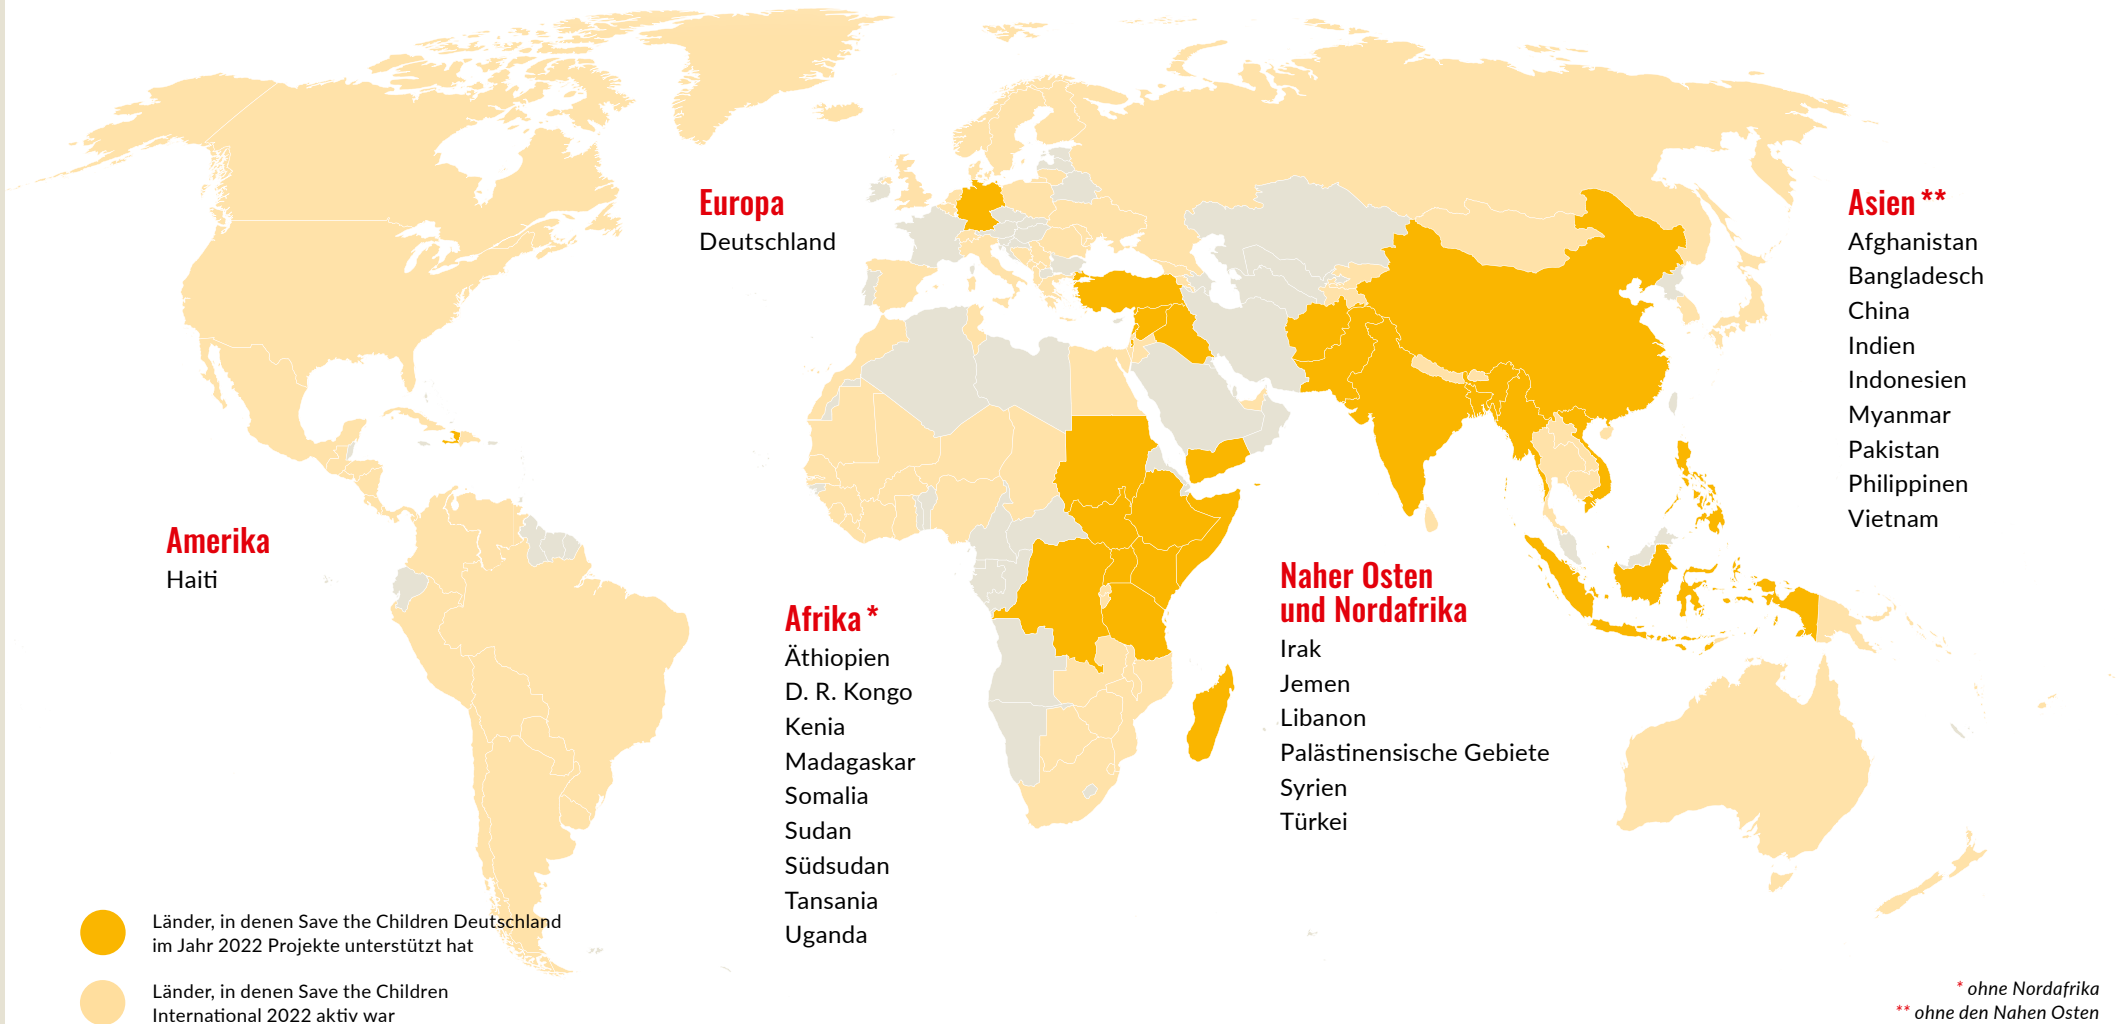 Europa
Deutschland
Asien **
Afghanistan
Bangladesch
China
Indien
Indonesien
Myanmar
Pakistan
Philippinen
Vietnam
Amerika
Haiti
Afrika *
Äthiopien
D. R. Kongo
Kenia
Madagaskar
Somalia
Sudan
Südsudan
Tansania
Uganda
Naher Osten
und Nordafrika
Irak
Jemen
Libanon
Palästinensische Gebiete
Syrien
Türkei
Länder, in denen Save the Children Deutschland
im Jahr 2022 Projekte unterstützt hat
Länder, in denen Save the Children
International 2022 aktiv war
* ohne Nordafrika
** ohne den Nahen Osten